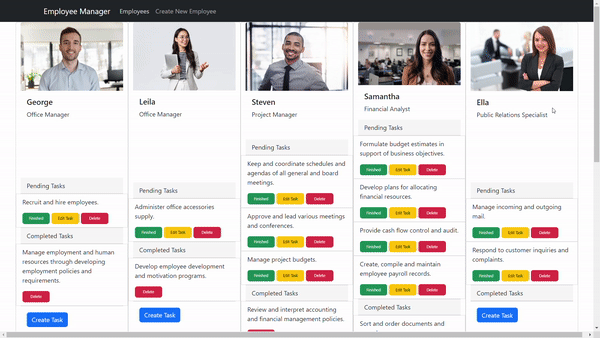 Employee Manager Employees Create New Employee
George
Office Manager
Pending Tasks
Recruit and hire employees.
Finished Edit Task Delete
Completed Tasks
Manage employment and human
resources through developing
employment policies and
requirements.
Delete
Create Task
Leila
Office Manager
Pending Tasks
Administer office accessories
supply.
Finished Edit Task Delete
Completed Tasks
Develop employee development
and motivation programs.
Delete
Create Task
Steven
Project Manager
Pending Tasks
Keep and coordinate schedules and
agendas of all general and board
meetings.
Finished Edit Task Delete
Approve and lead various meetings
and conferences.
Finished Edit Task Delete
Manage project budgets.
Finished Edit Task Delete
Completed Tasks
Review and interpret accounting
and financial management policies.
Samantha
Financial Analyst
Pending Tasks
Formulate budget estimates in
support of business objectives.
Finished Edit Task Delete
Develop plans for allocating
financial resources.
Finished Edit Task Delete
Provide cash flow control and audit.
Finished Edit Task Delete
Create, compile and maintain
employee payroll records.
Finished Edit Task Delete
Completed Tasks
Sort and order documents and
Ella
Public Relations Specialist
Pending Tasks
Manage incoming and outgoing
mail.
Finished Edit Task Delete
Respond to customer inquiries and
complaints.
Finished Edit Task Delete
Completed Tasks
Create Task